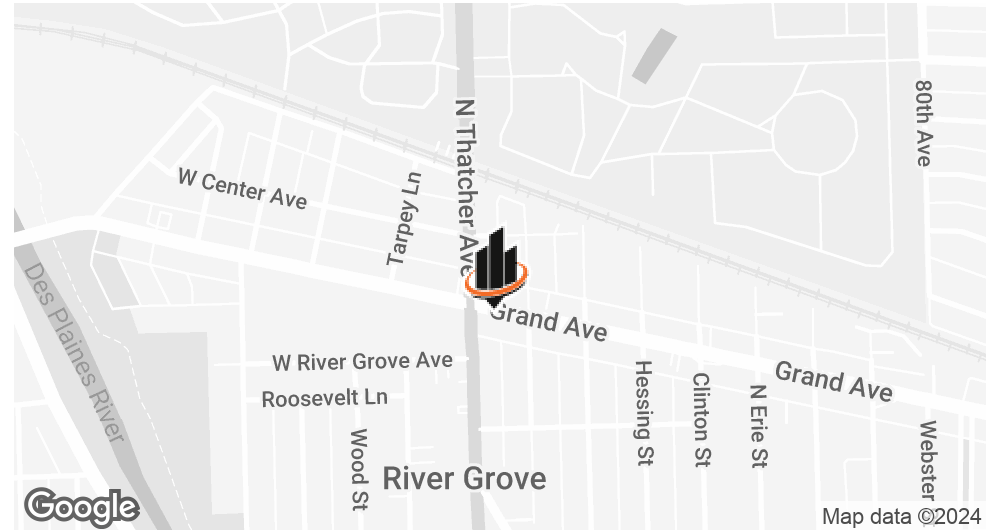 80th Ave
N Thatcher Ave
W Center Ave
Tarpey Ln
Des Plaines River
Grand Ave
W River Grove Ave
Roosevelt Ln
Wood St
Hessing St
Clinton St
N Erie St
Grand Ave
Webster
River Grove
Google
Map data ©2024